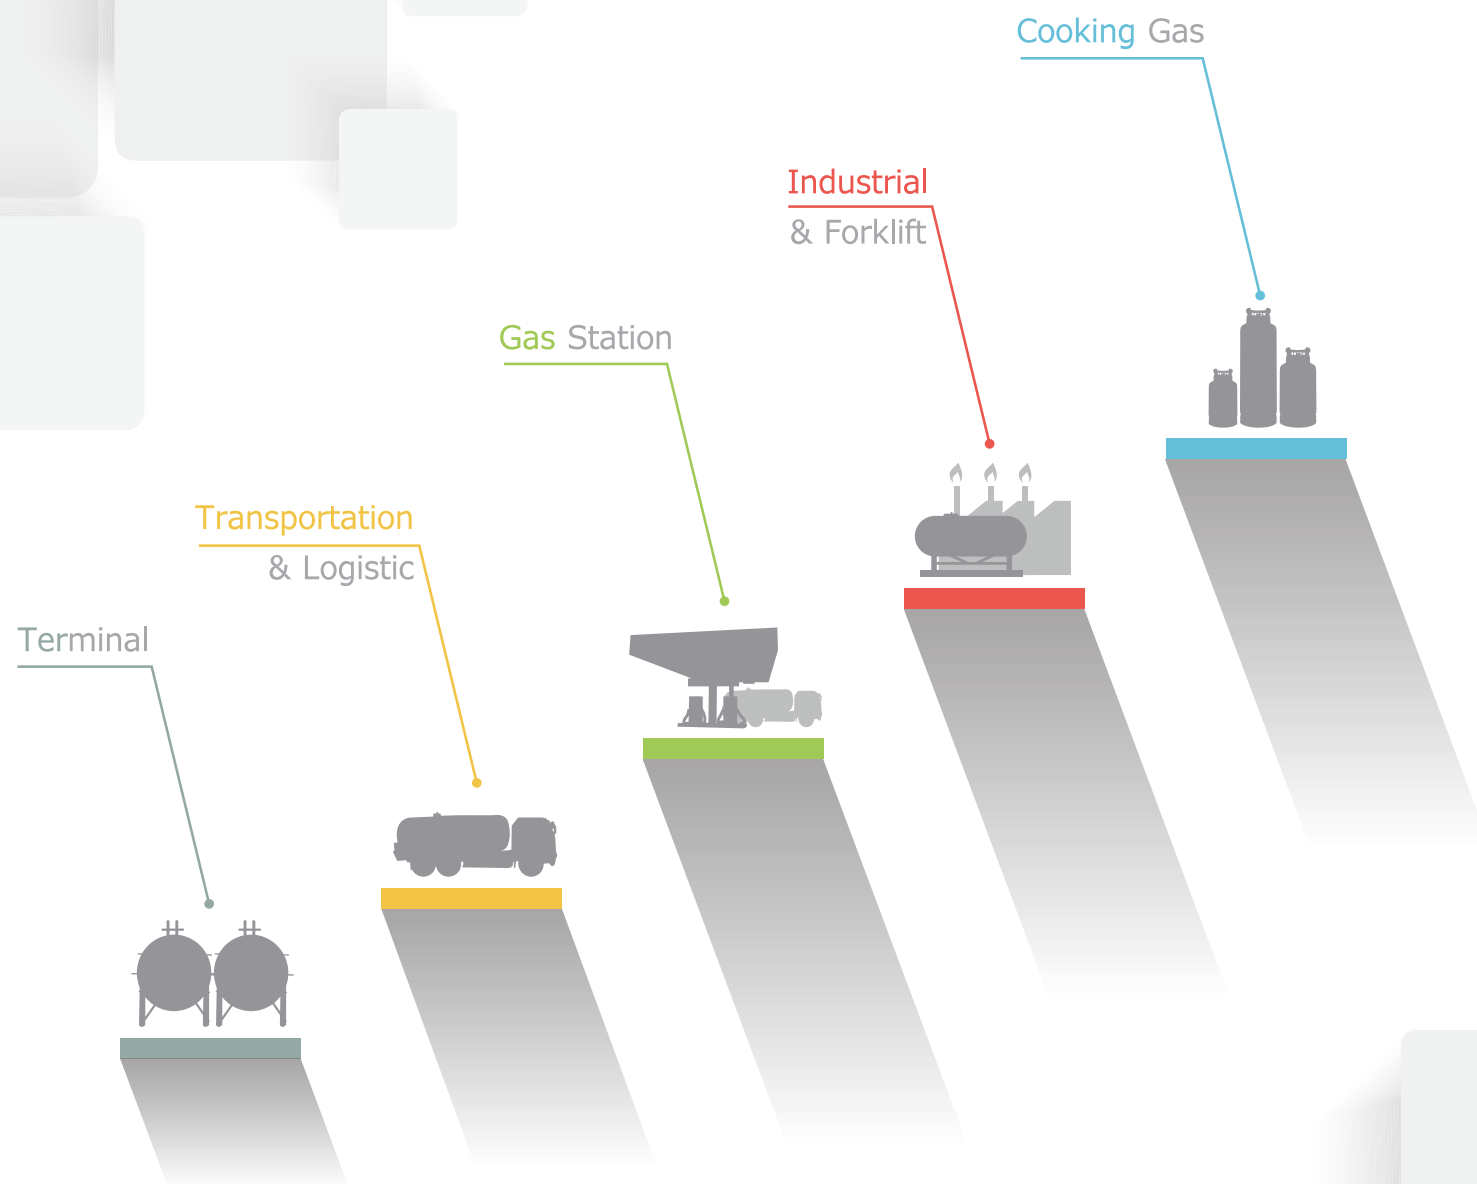 Cooking Gas
Industrial
& Forklift
Gas Station
Transportation
& Logistic
Terminal